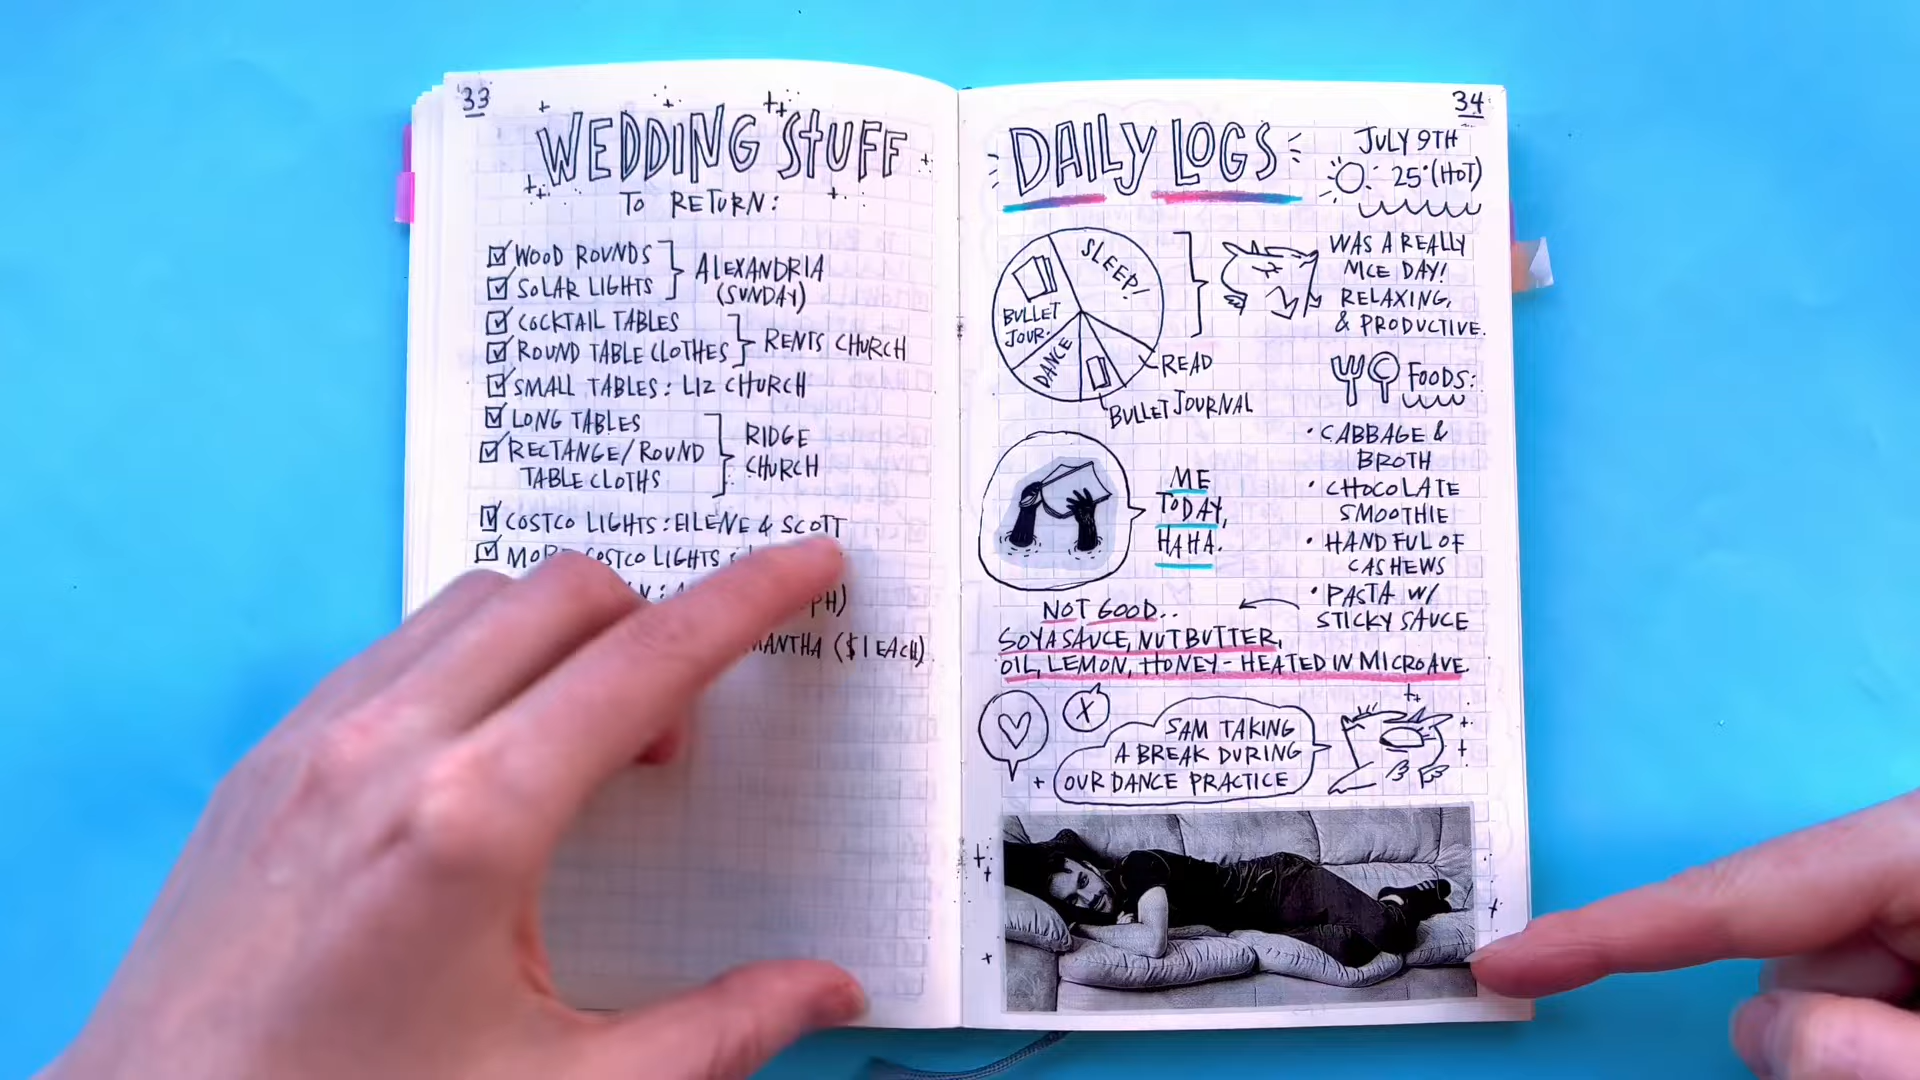 33
WEDDING STUFF
TO RETURN:
WOOD ROUNDS
SOLAR LIGHTS
ALEXANDRIA
(SUNDAY)
COCKTAIL TABLES
ROUND TABLE CLOTHES
RENTS CHURCH
SMALL TABLES: LIZ CHURCH
LONG TABLES
RECTANGE/ROUND
TABLE CLOTHS
RIDGE
CHURCH
COSTCO LIGHTS: EILENE & SCOTT
COSTCO LIGHTS
($1 EACH)
34
DAILY LOGS
JULY 9TH
25° (HOT)
SLEEP!
BULLET
JOUR.
DANCE
READ
BULLET JOURNAL
WAS A REALLY
NICE DAY!
RELAXING,
& PRODUCTIVE.
FOODS:
• CABBAGE &
BROTH
• CHOCOLATE
SMOOTHIE
• HANDFUL OF
CASHEWS
• PASTA W/
STICKY SAUCE
ME
TODAY,
HAHA.
NOT GOOD..
SOYA SAUCE, NUT BUTTER,
OIL, LEMON, HONEY - HEATED IN MICROAVE.
X
SAM TAKING
A BREAK DURING
OUR DANCE PRACTICE